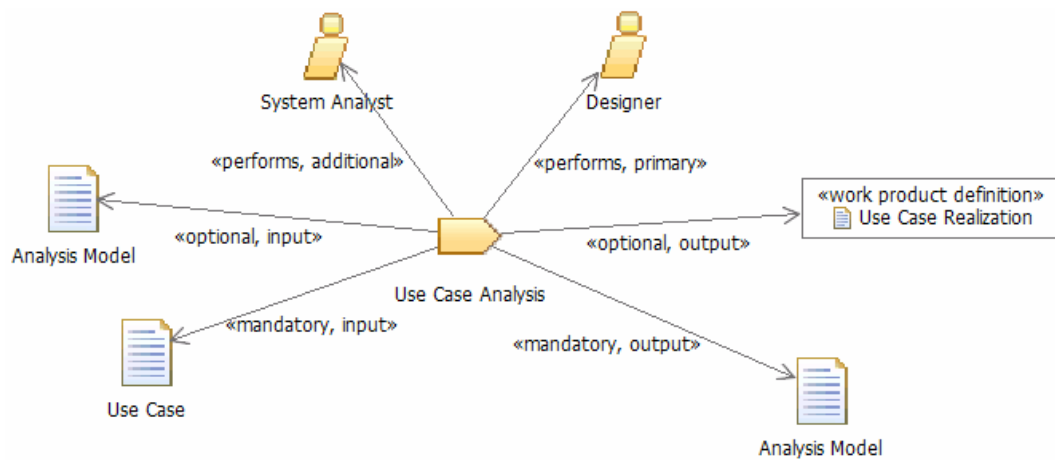 System Analyst
Designer
«performs, additional»
«performs, primary»
«work product definition»
Use Case Realization
«optional, input»
«optional, output»
Analysis Model
Use Case Analysis
«mandatory, input»
«mandatory, output»
Use Case
Analysis Model